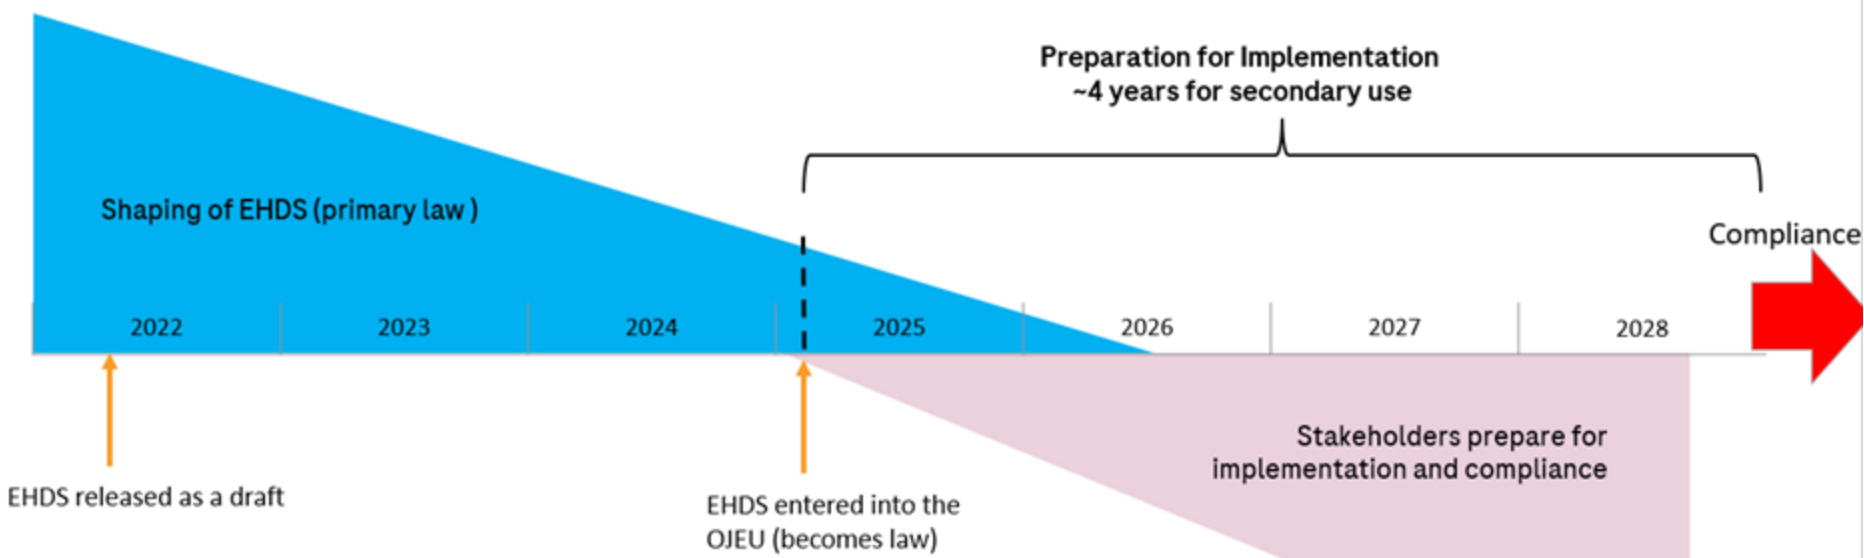 Preparation for Implementation
~4 years for secondary use
Shaping of EHDS (primary law )
Compliance
2022
2023
2024
2025
2026
2027
2028
Stakeholders prepare for
implementation and compliance
EHDS released as a draft
EHDS entered into the
OJEU (becomes law)